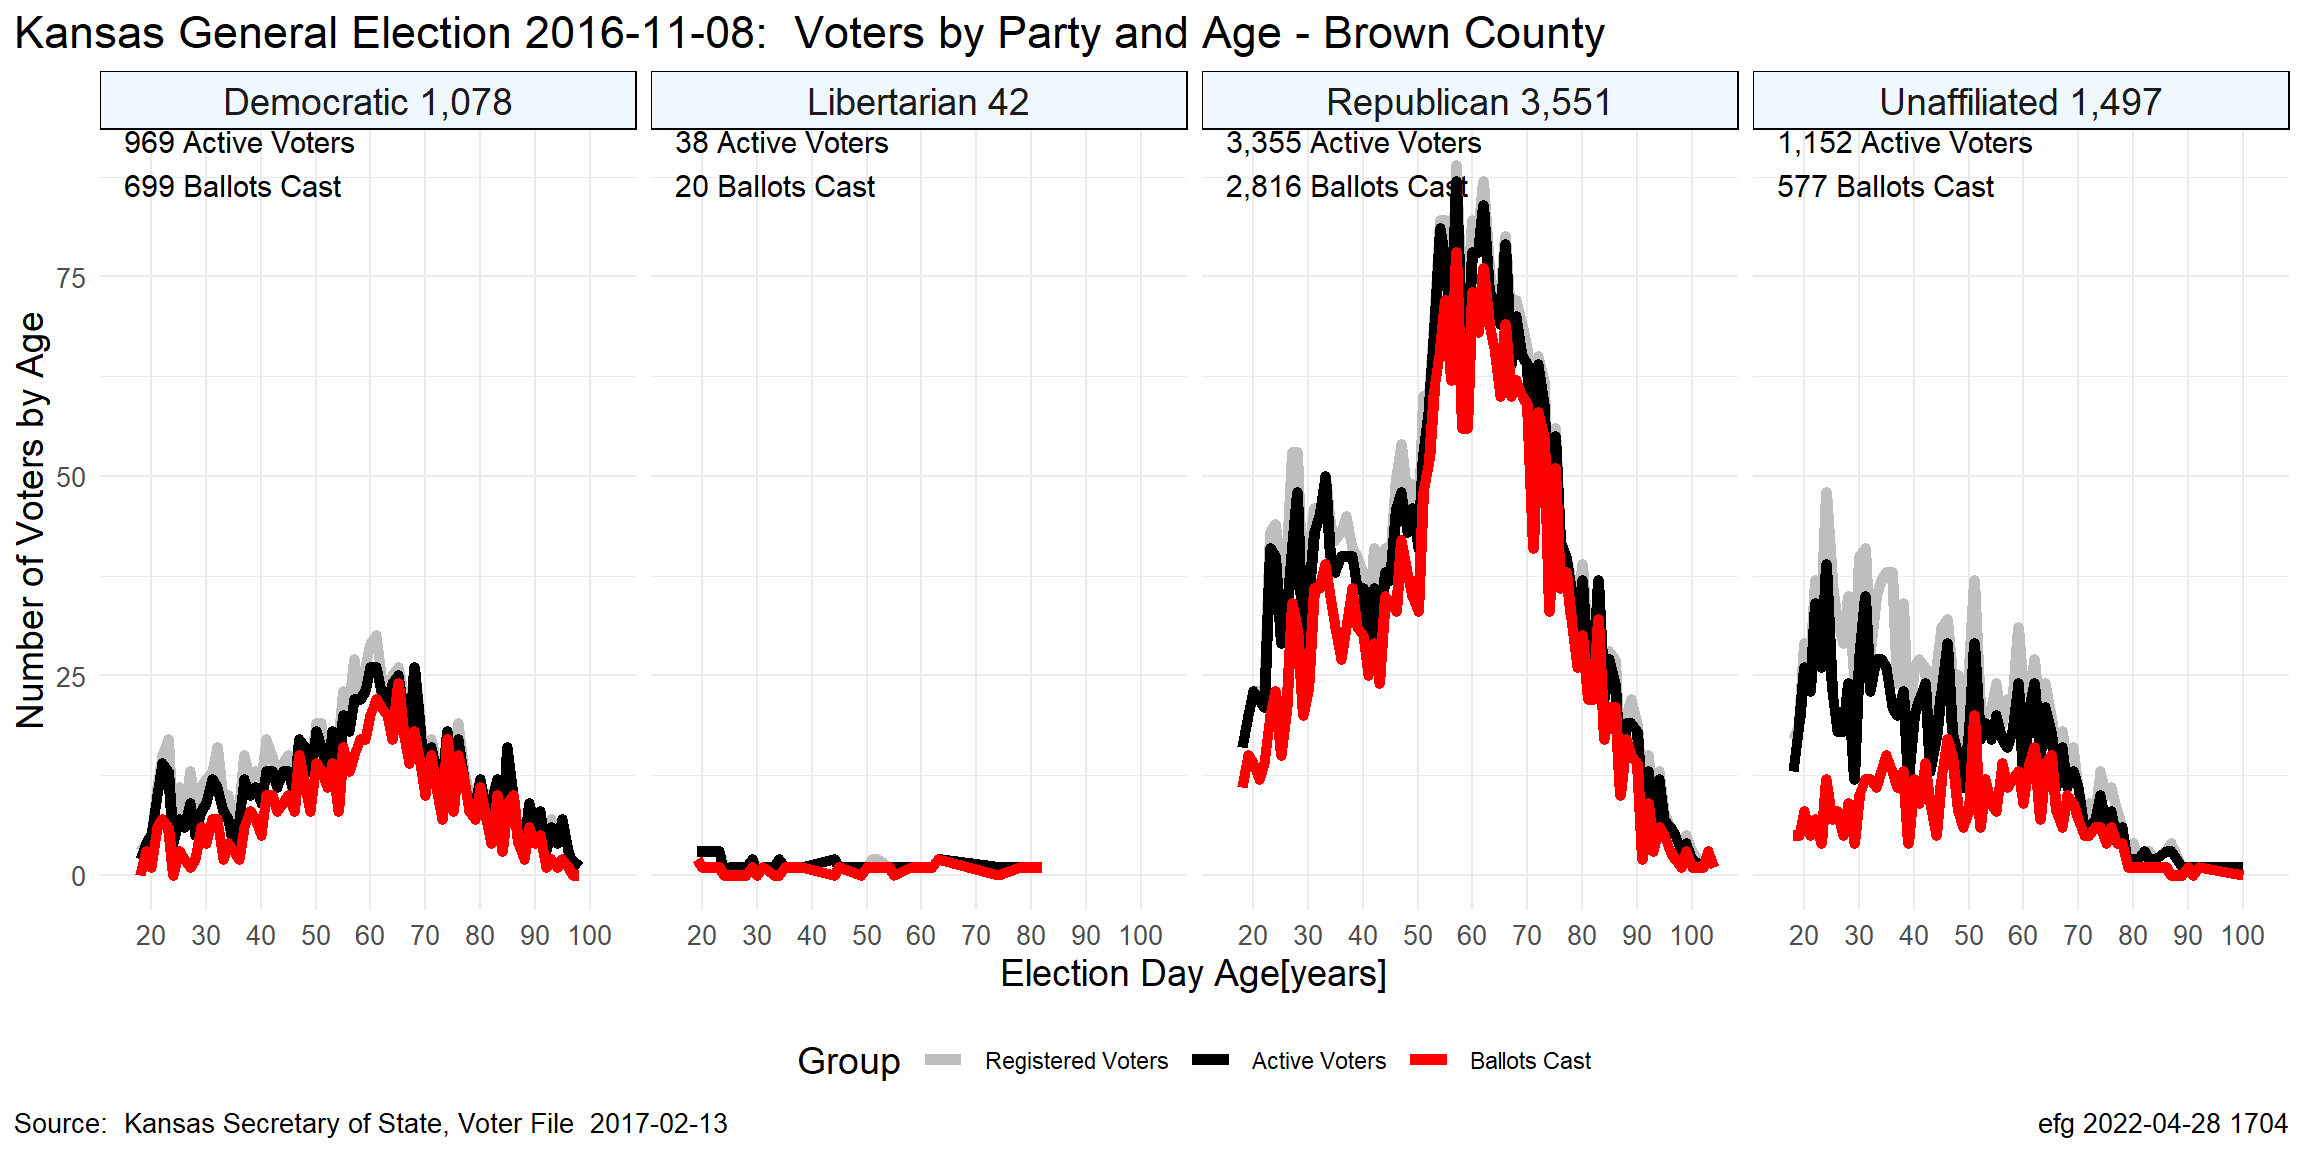 Kansas General Election 2016-11-08:  Voters by Party and Age - Brown County
Democratic 1,078
Libertarian 42
Republican 3,551
Unaffiliated 1,497
969 Active Voters
699 Ballots Cast
38 Active Voters
20 Ballots Cast
3,355 Active Voters
2,816 Ballots Cast
1,152 Active Voters
577 Ballots Cast
Number of Voters by Age
75
50
25
0
20 30 40 50 60 70 80 90 100
20 30 40 50 60 70 80 90 100
20 30 40 50 60 70 80 90 100
20 30 40 50 60 70 80 90 100
Election Day Age[years]
Group Registered Voters Active Voters Ballots Cast
Source:  Kansas Secretary of State, Voter File  2017-02-13
efg 2022-04-28 1704